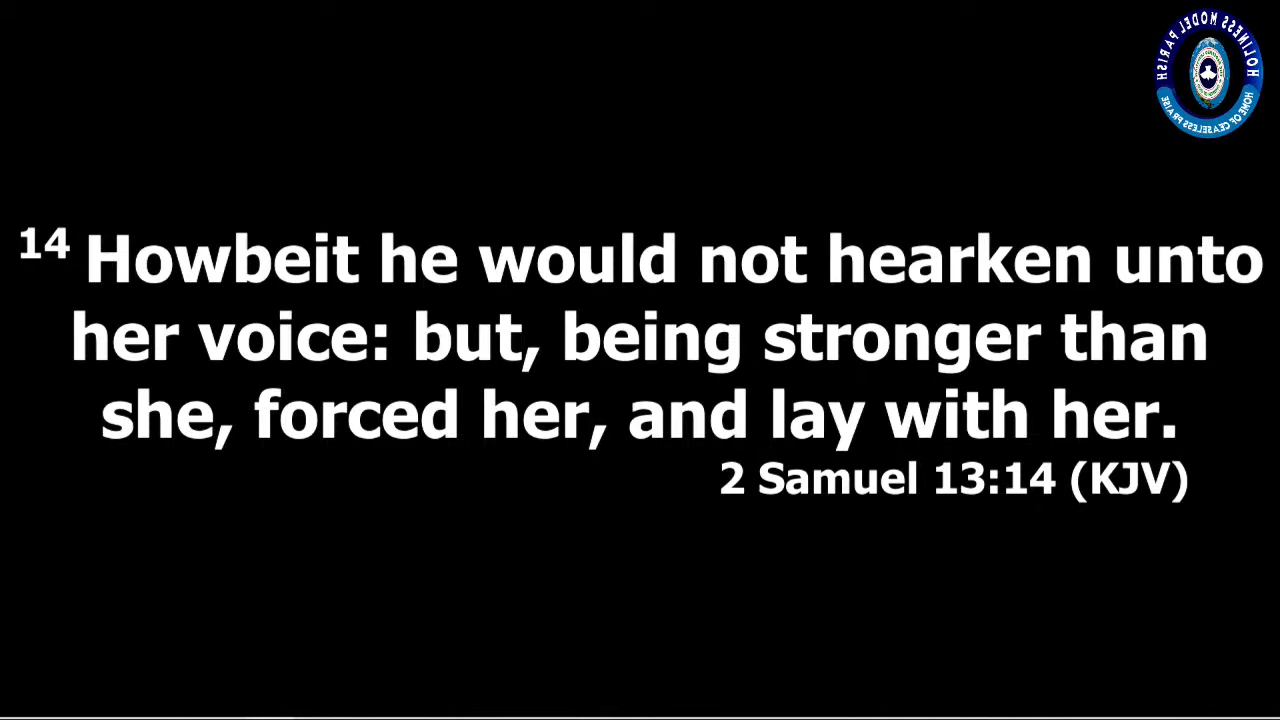 HOLINESS MODEL PARISH
HOME OF CEASELESS PRAISE
14 Howbeit he would not hearken unto
her voice: but, being stronger than
she, forced her, and lay with her.
2 Samuel 13:14 (KJV)